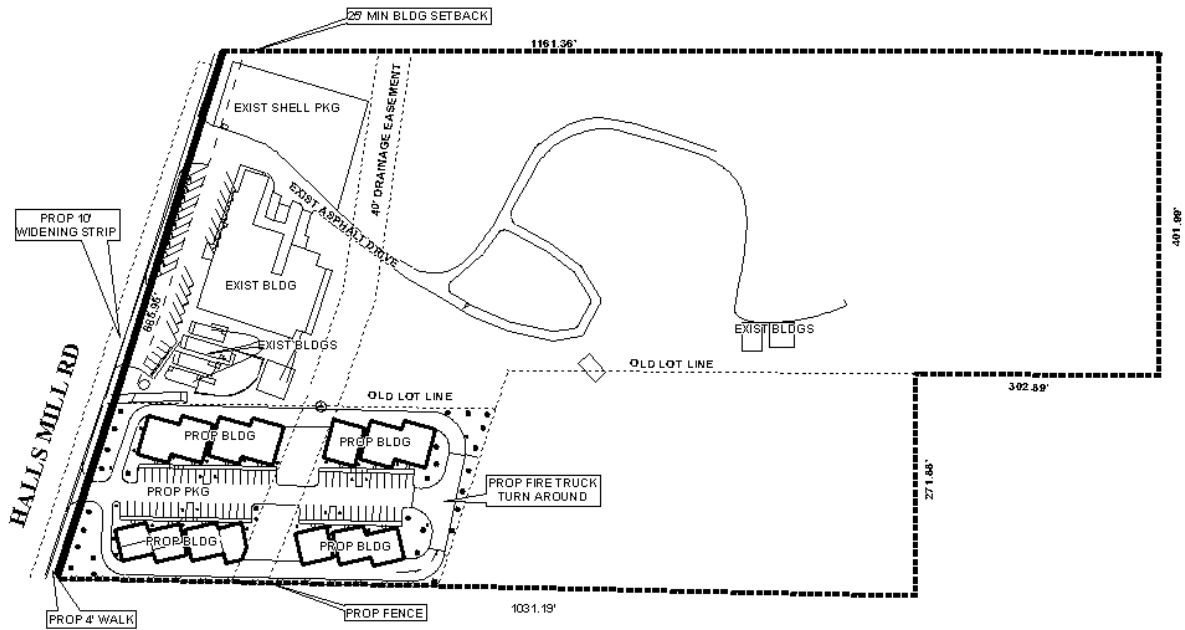 25' MIN BLDG SETBACK
1161.36'
EXIST SHELL PKG
40' DRAINAGE EASEMENT
EXIST ASPHALT DRIVE
PROP 10'
WIDENING STRIP
401.99'
EXIST BLDG
665.95'
EXIST BLDGS
EXIST BLDGS
OLD LOT LINE
302.89'
HALLS MILL RD
OLD LOT LINE
PROP BLDG
PROP BLDG
271.88'
PROP PKG
PROP FIRE TRUCK
TURN AROUND
PROP BLDG
PROP BLDG
PROP 4' WALK
PROP FENCE
1031.19'